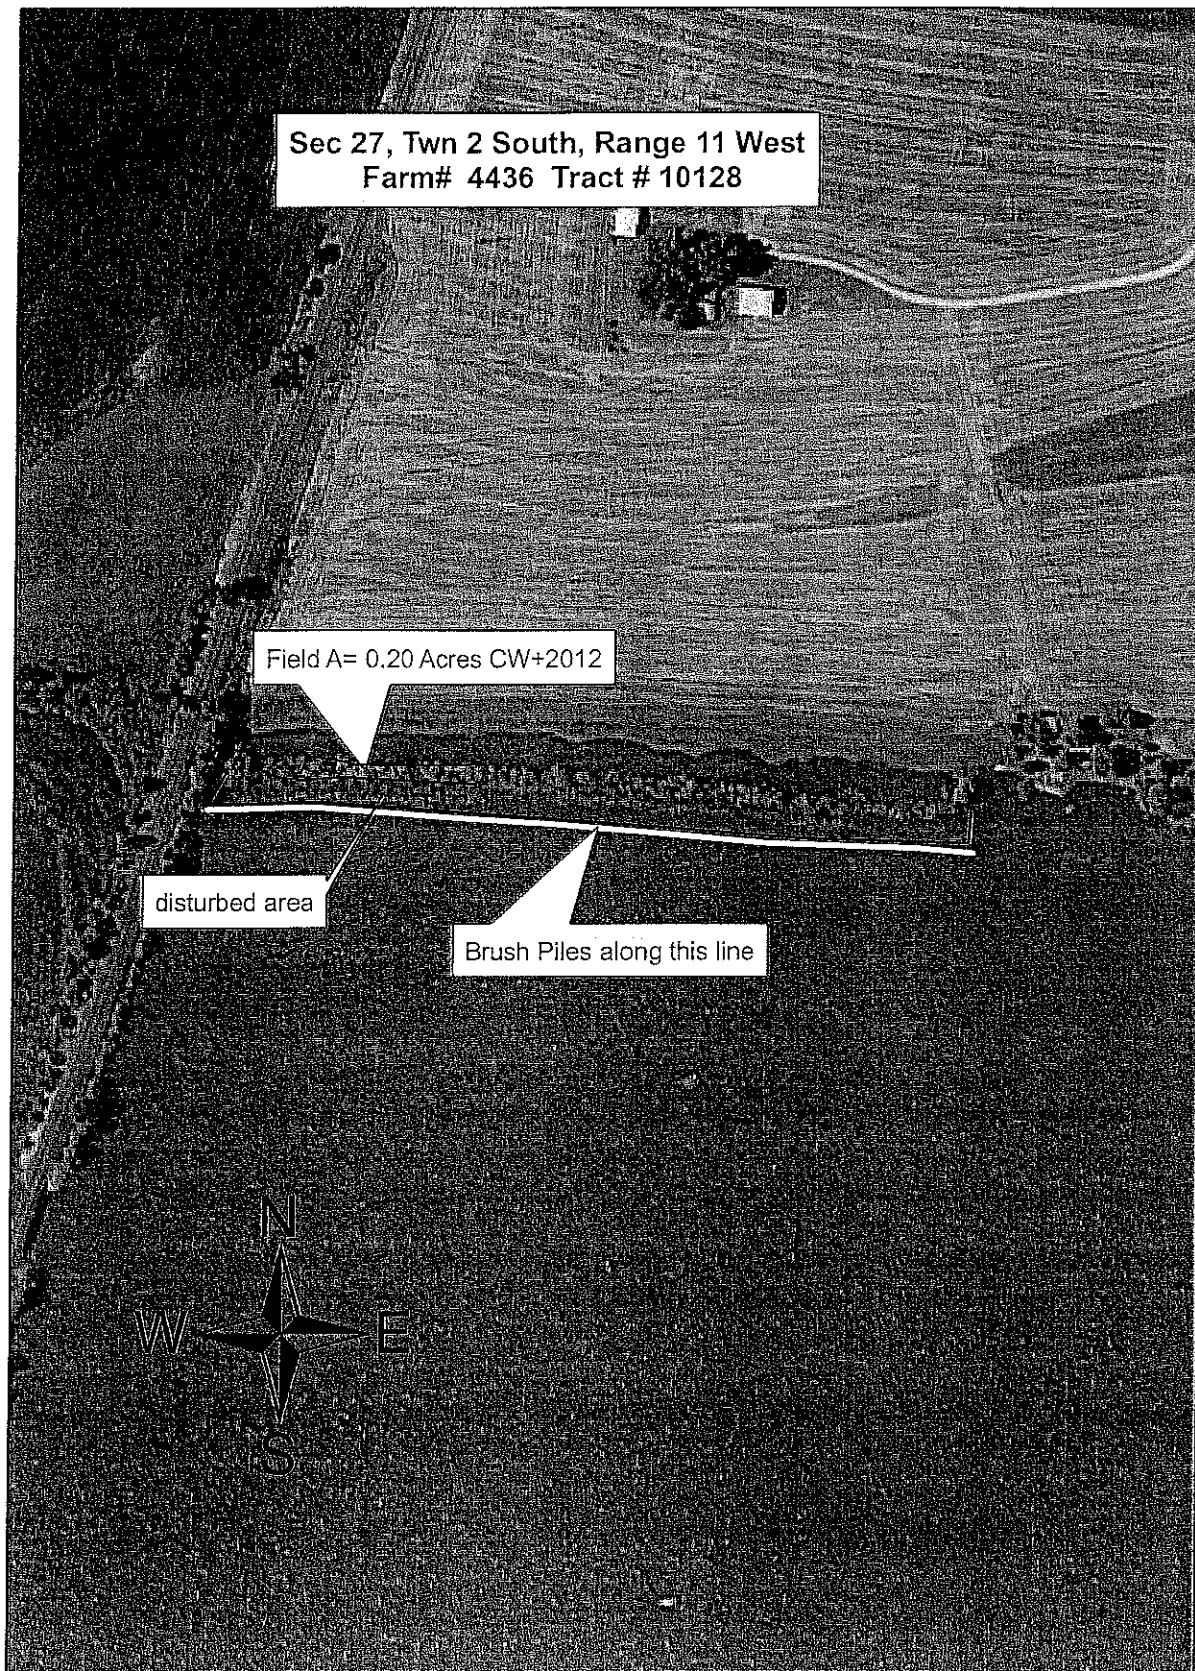 Sec 27, Twn 2 South, Range 11 West
Farm# 4436 Tract # 10128
Field A= 0.20 Acres CW+2012
disturbed area
Brush Piles along this line
N
W E
S